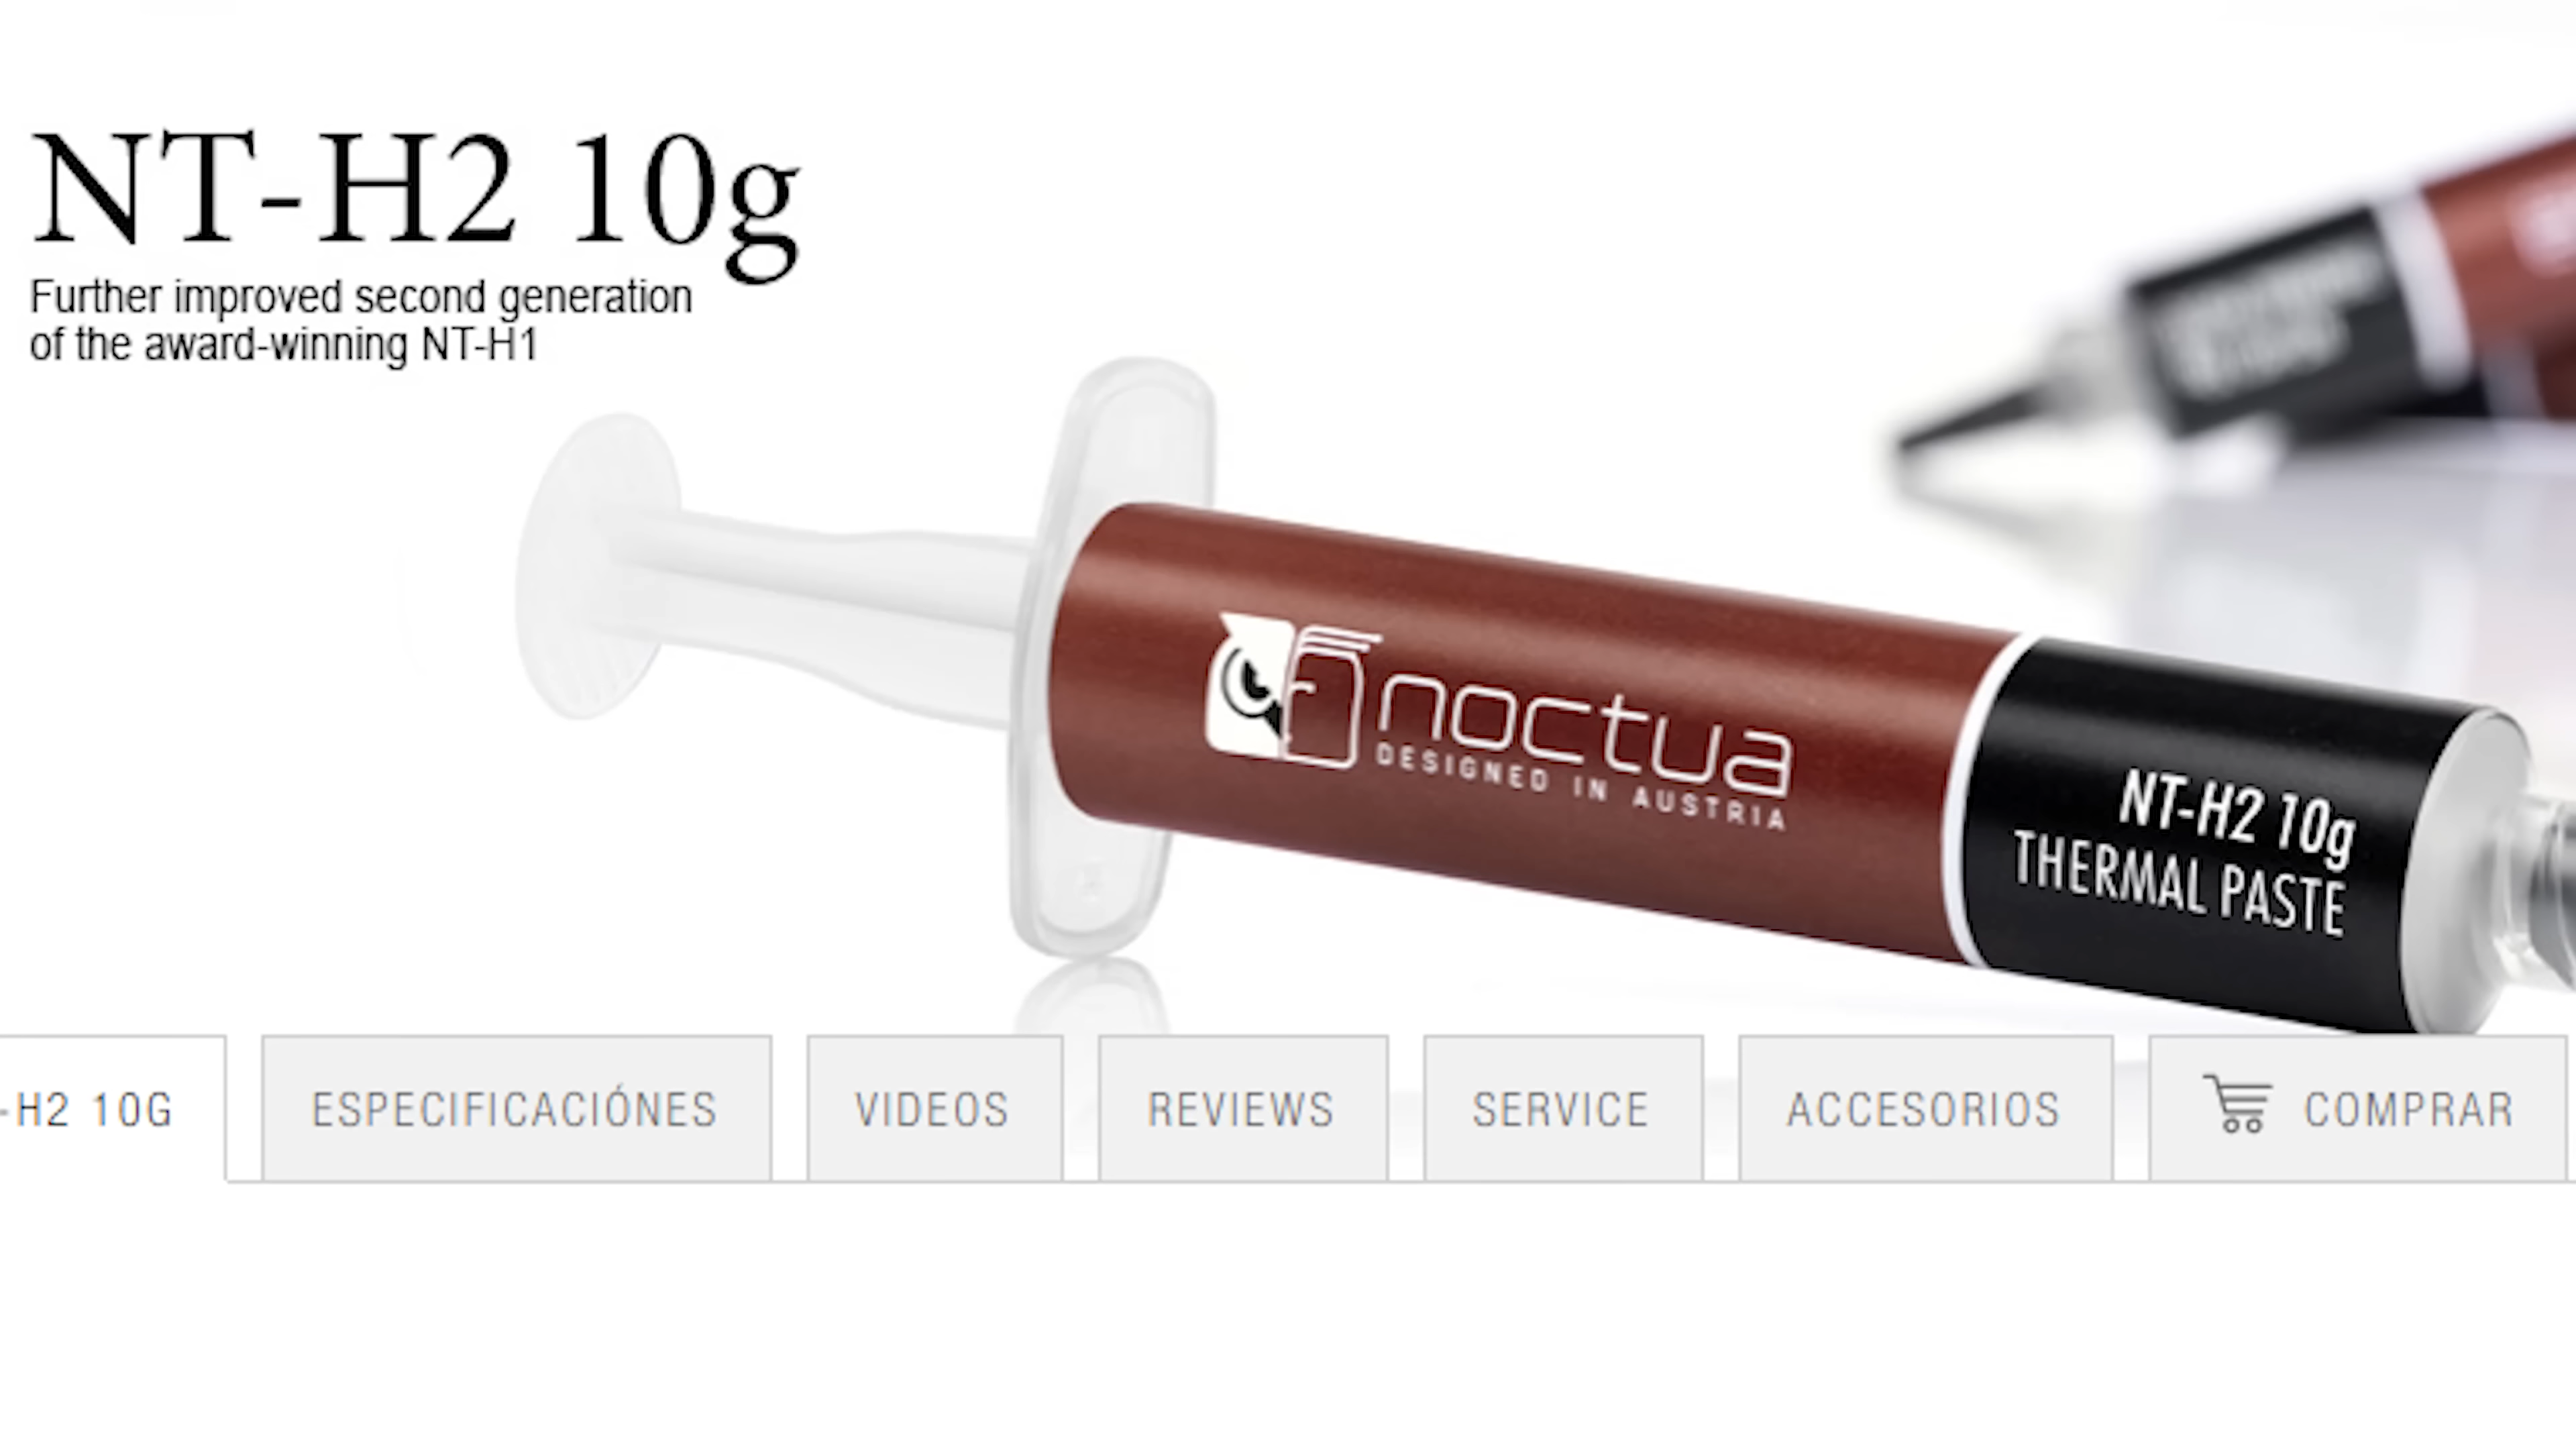 NT-H2 10g
Further improved second generation
of the award-winning NT-H1
noctua
DESIGNED IN AUSTRIA
NT-H2 10g
THERMAL PASTE
-H2 10G
ESPECIFICACIÓNES
VIDEOS
REVIEWS
SERVICE
ACCESORIOS
COMPRAR